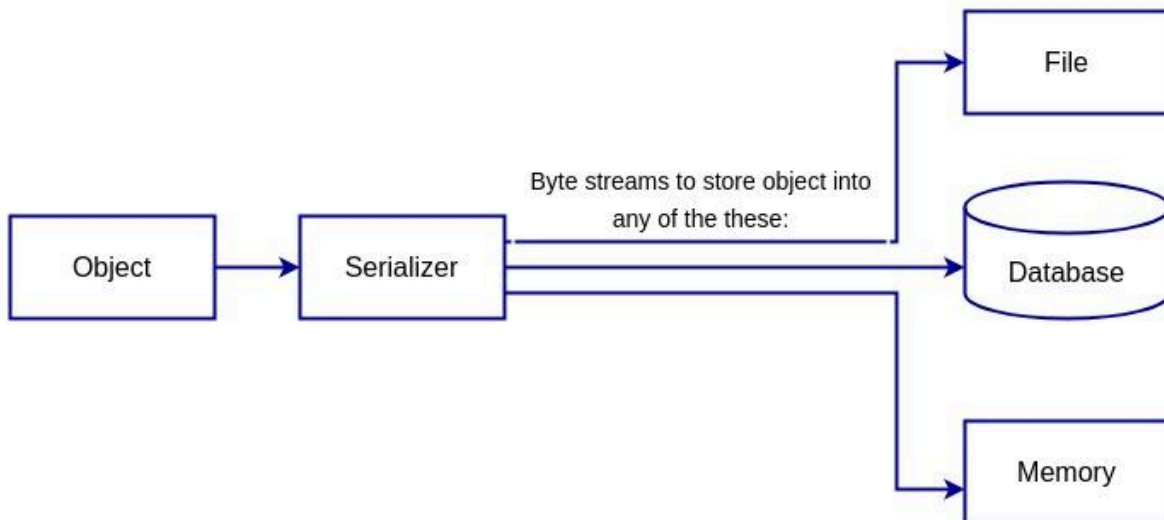 File
Byte streams to store object into
any of the these:
Object
Serializer
Database
Memory